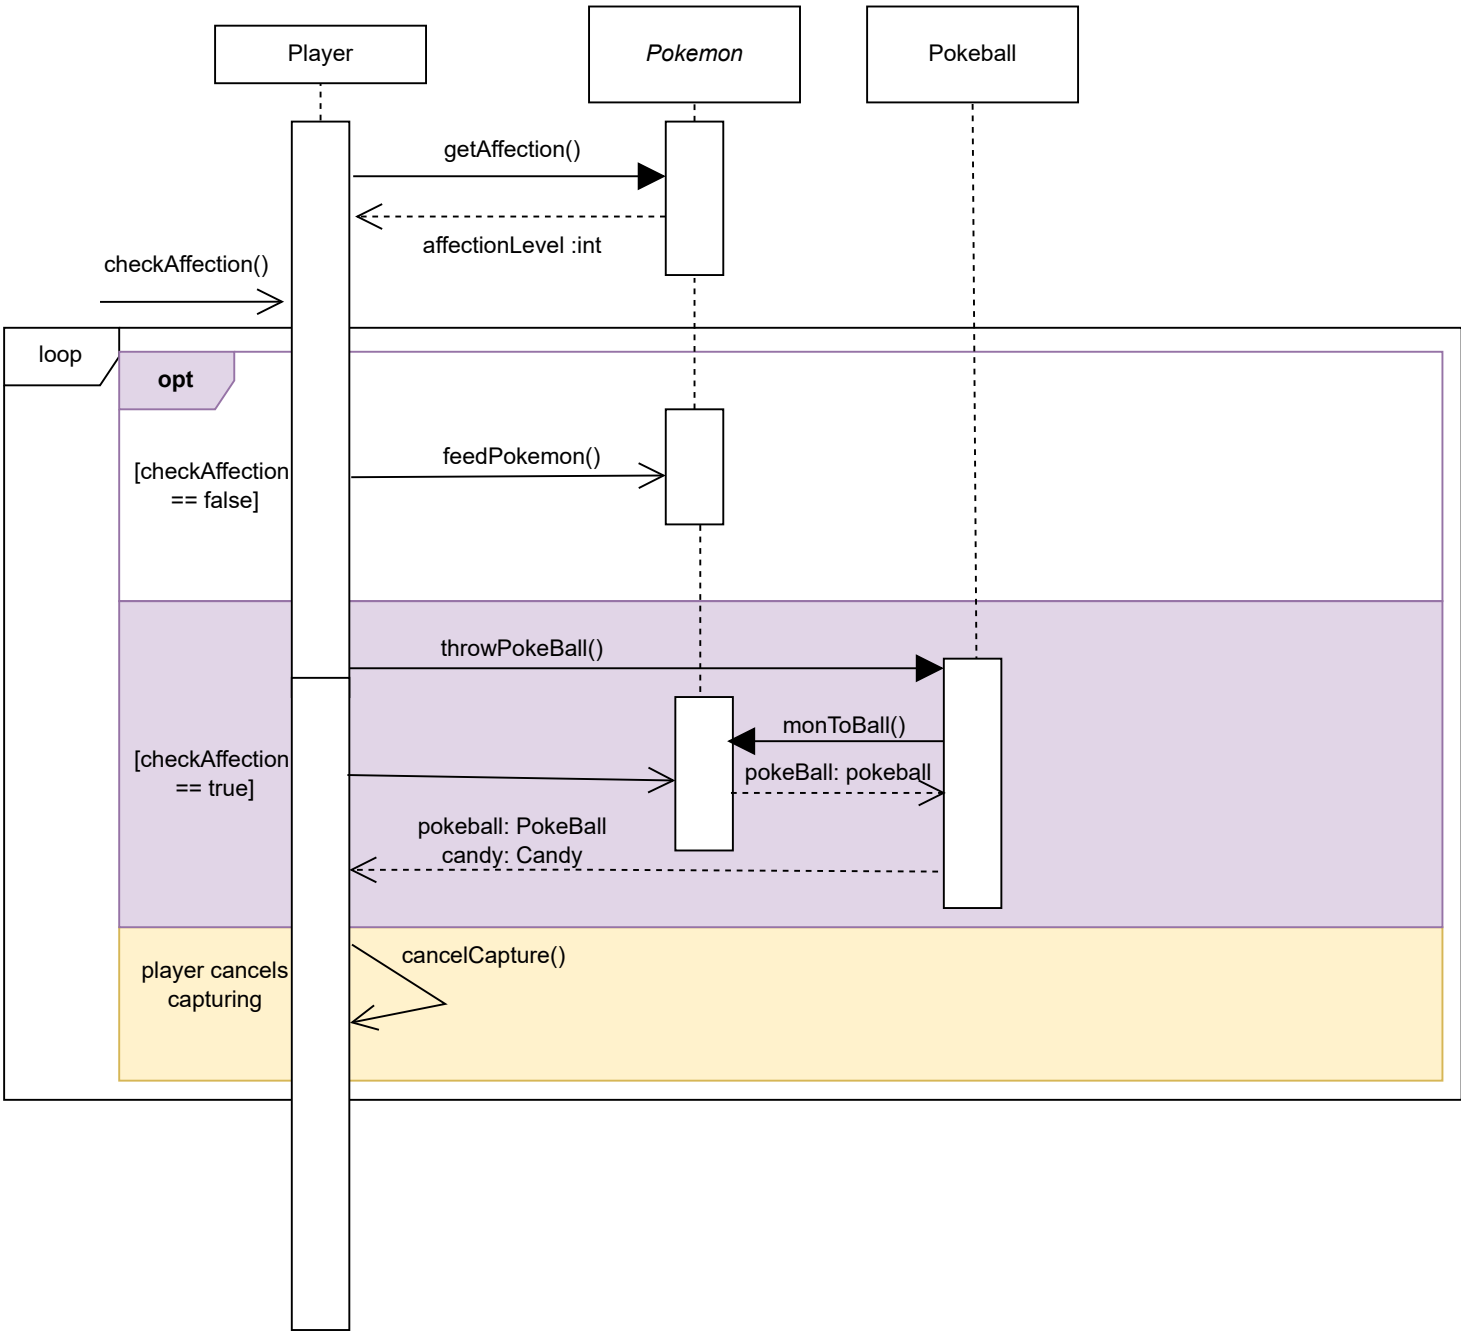 Player
Pokemon
Pokeball
getAffection()
affectionLevel :int
checkAffection()
loop
opt
[checkAffection
== false]
feedPokemon()
throwPokeBall()
monToBall()
[checkAffection
== true]
pokeBall: pokeball
pokeball: PokeBall
candy: Candy
cancelCapture()
player cancels
capturing